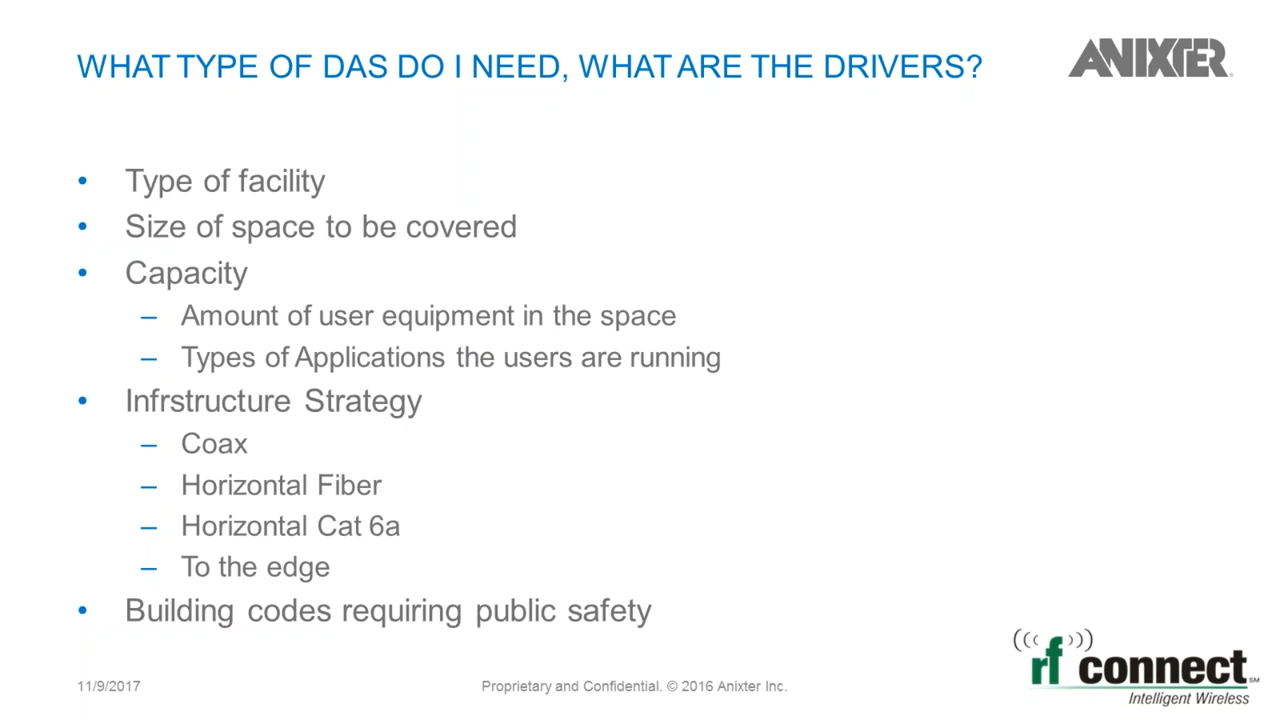 WHAT TYPE OF DAS DO I NEED, WHAT ARE THE DRIVERS?
ANIXTER
• Type of facility
• Size of space to be covered
• Capacity
– Amount of user equipment in the space
– Types of Applications the users are running
• Infrstructure Strategy
– Coax
– Horizontal Fiber
– Horizontal Cat 6a
– To the edge
• Building codes requiring public safety
11/9/2017
Proprietary and Confidential. © 2016 Anixter Inc.
rf connect SM
Intelligent Wireless